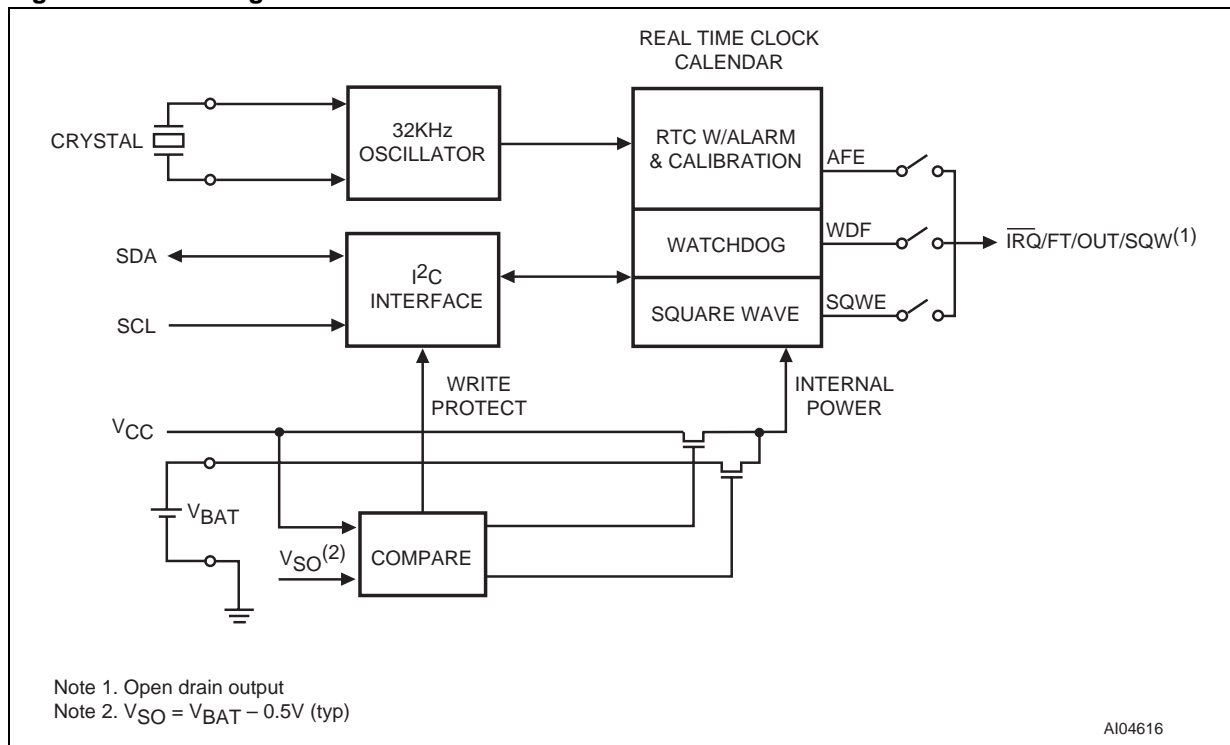 REAL TIME CLOCK
CALENDAR
CRYSTAL
32KHz
OSCILLATOR
RTC W/ALARM
& CALIBRATION
AFE
WATCHDOG
WDF
IRQ/FT/OUT/SQW(1)
SDA
I2C
INTERFACE
SCL
SQUARE WAVE
SQWE
WRITE
PROTECT
INTERNAL
POWER
VCC
VBAT
VSO(2)
COMPARE
Note 1. Open drain output
Note 2. VSO = VBAT – 0.5V (typ)
AI04616